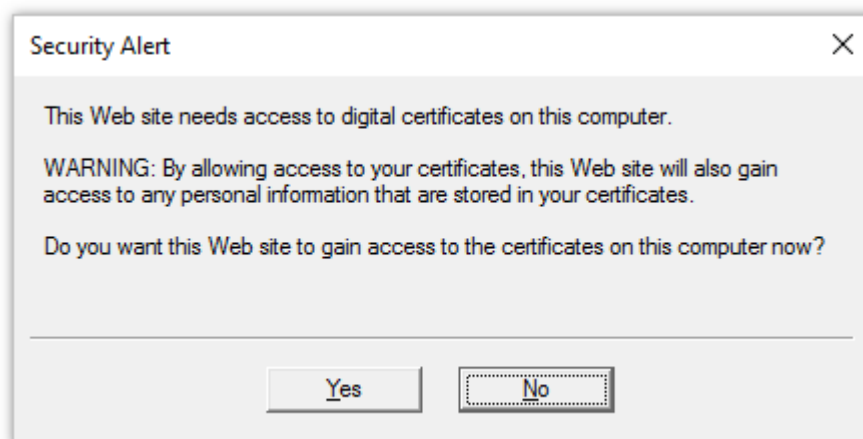 Security Alert
This Web site needs access to digital certificates on this computer.
WARNING: By allowing access to your certificates, this Web site will also gain
access to any personal information that are stored in your certificates.
Do you want this Web site to gain access to the certificates on this computer now?
Yes
No